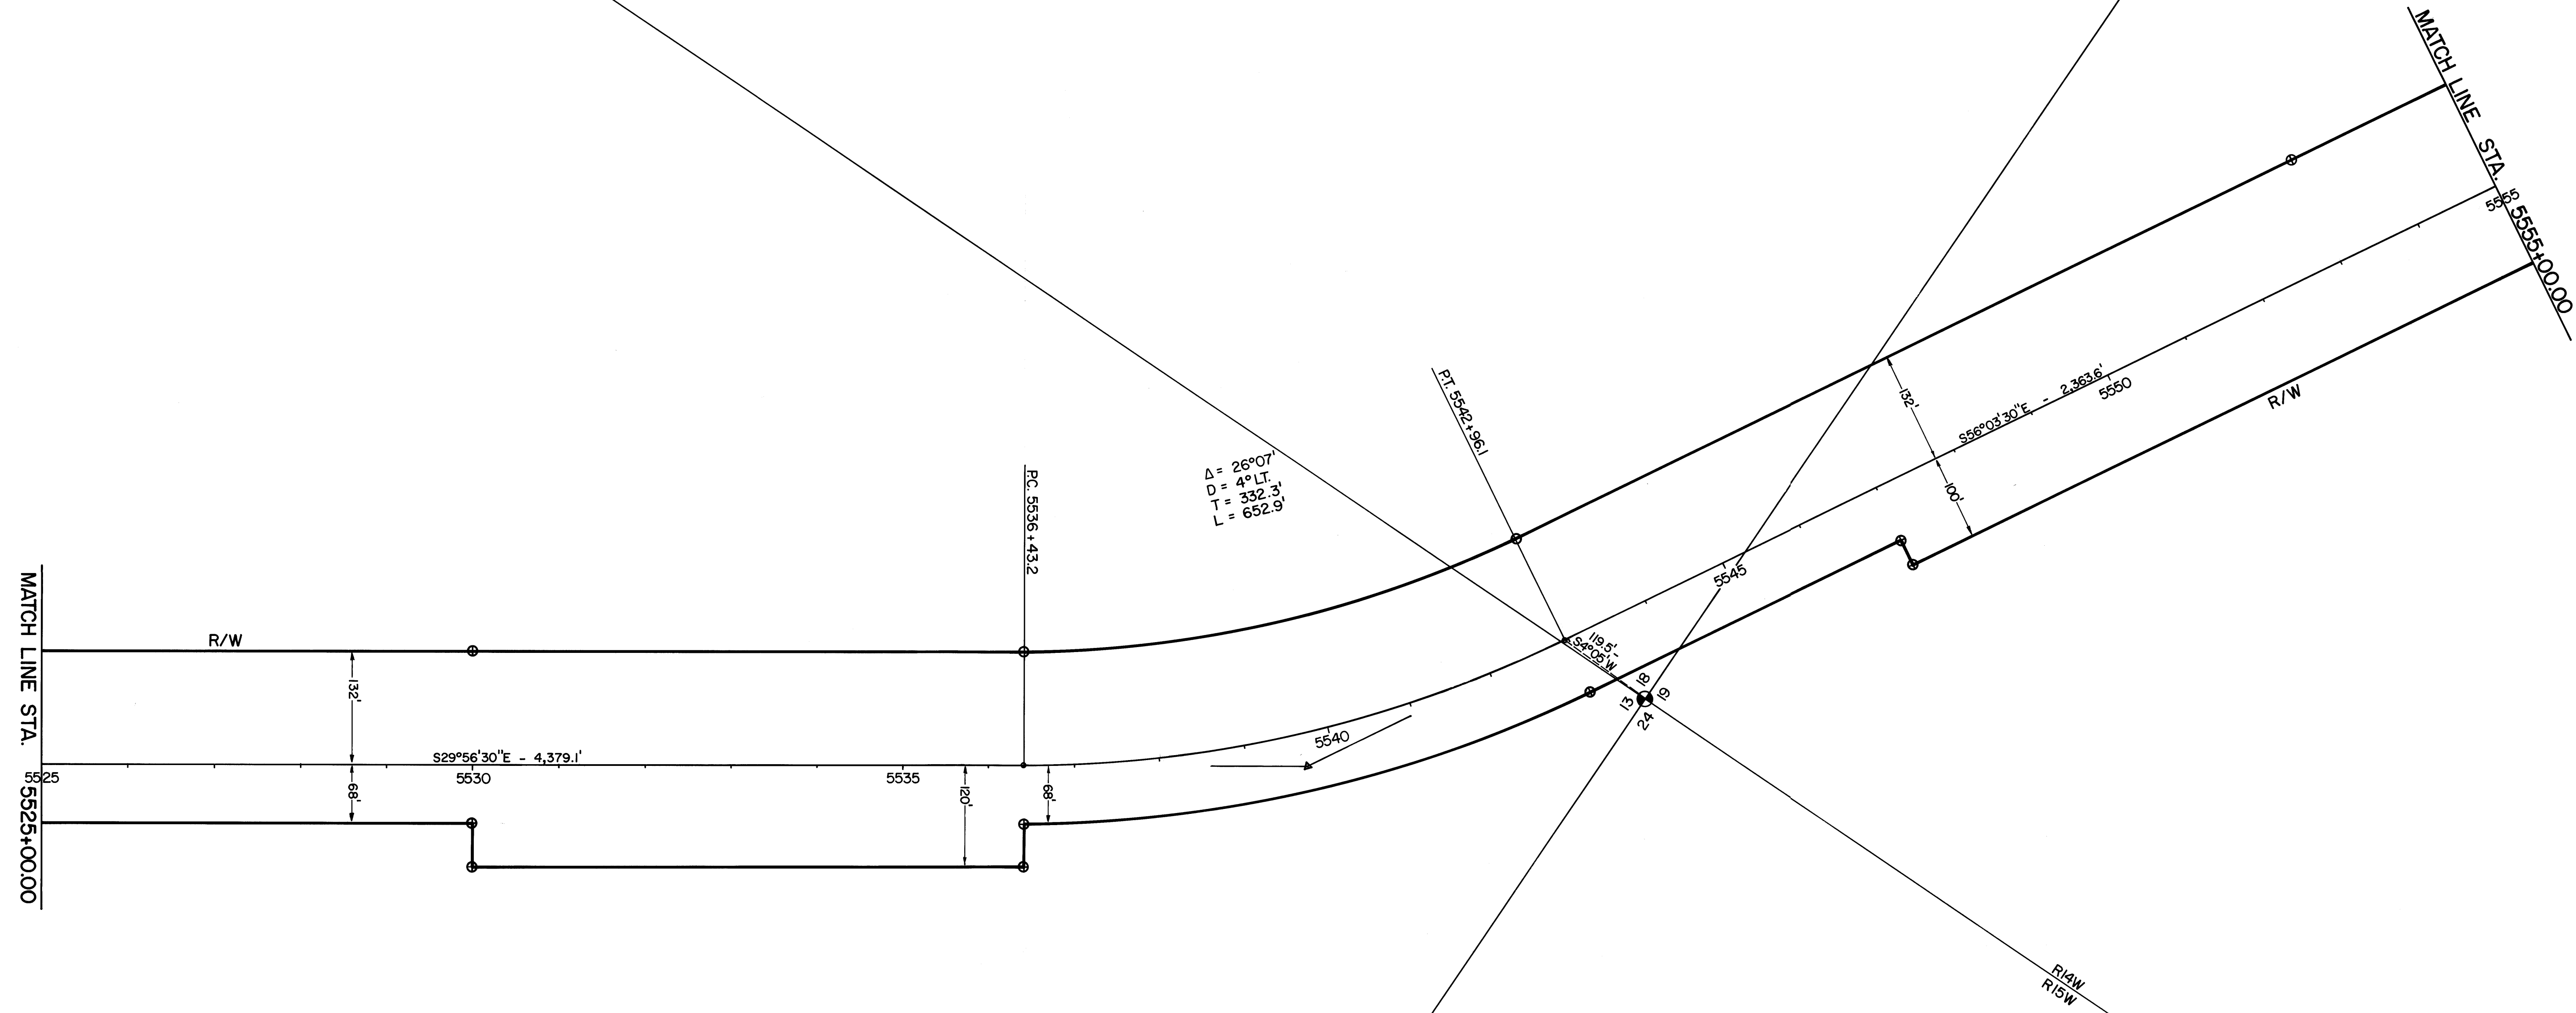 MATCH LINE STA. 5525+00.00
R/W
132'
68'
5525
S29°56'30"E - 4,379.1'
5530
5535
120'
68'
P.C. 5536+43.2
Δ = 26°07'
D = 4° LT.
T = 332.3'
L = 652.9'
5540
P.T. 5542+96.1
119.5'
S4°05'W
18
19
13
24
5545
132'
100'
S56°03'30"E - 2,363.6'
5550
R/W
5555
MATCH LINE STA. 5555+00.00
R14W
R15W